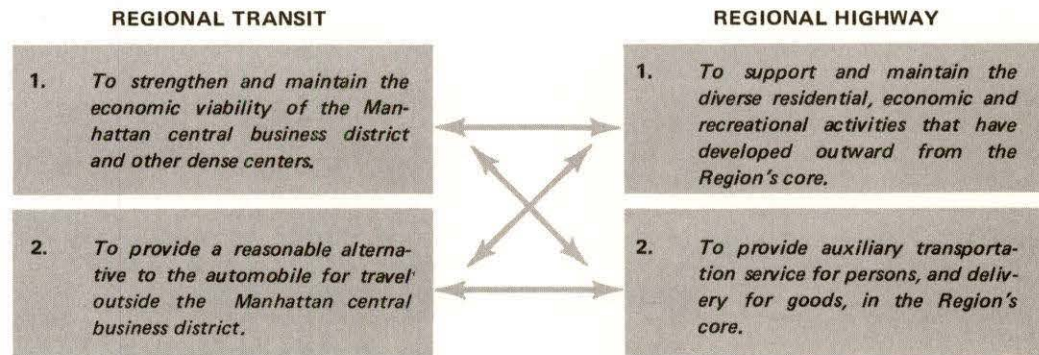 REGIONAL TRANSIT
1. To strengthen and maintain the
economic viability of the Man-
hattan central business district
and other dense centers.
2. To provide a reasonable alterna-
tive to the automobile for travel
outside the Manhattan central
business district.
REGIONAL HIGHWAY
1. To support and maintain the
diverse residential, economic and
recreational activities that have
developed outward from the
Region's core.
2. To provide auxiliary transporta-
tion service for persons, and deliv-
ery for goods, in the Region's
core.